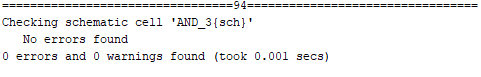 =================================94=================================
Checking schematic cell 'AND_3{sch}'
No errors found
0 errors and 0 warnings found (took 0.001 secs)